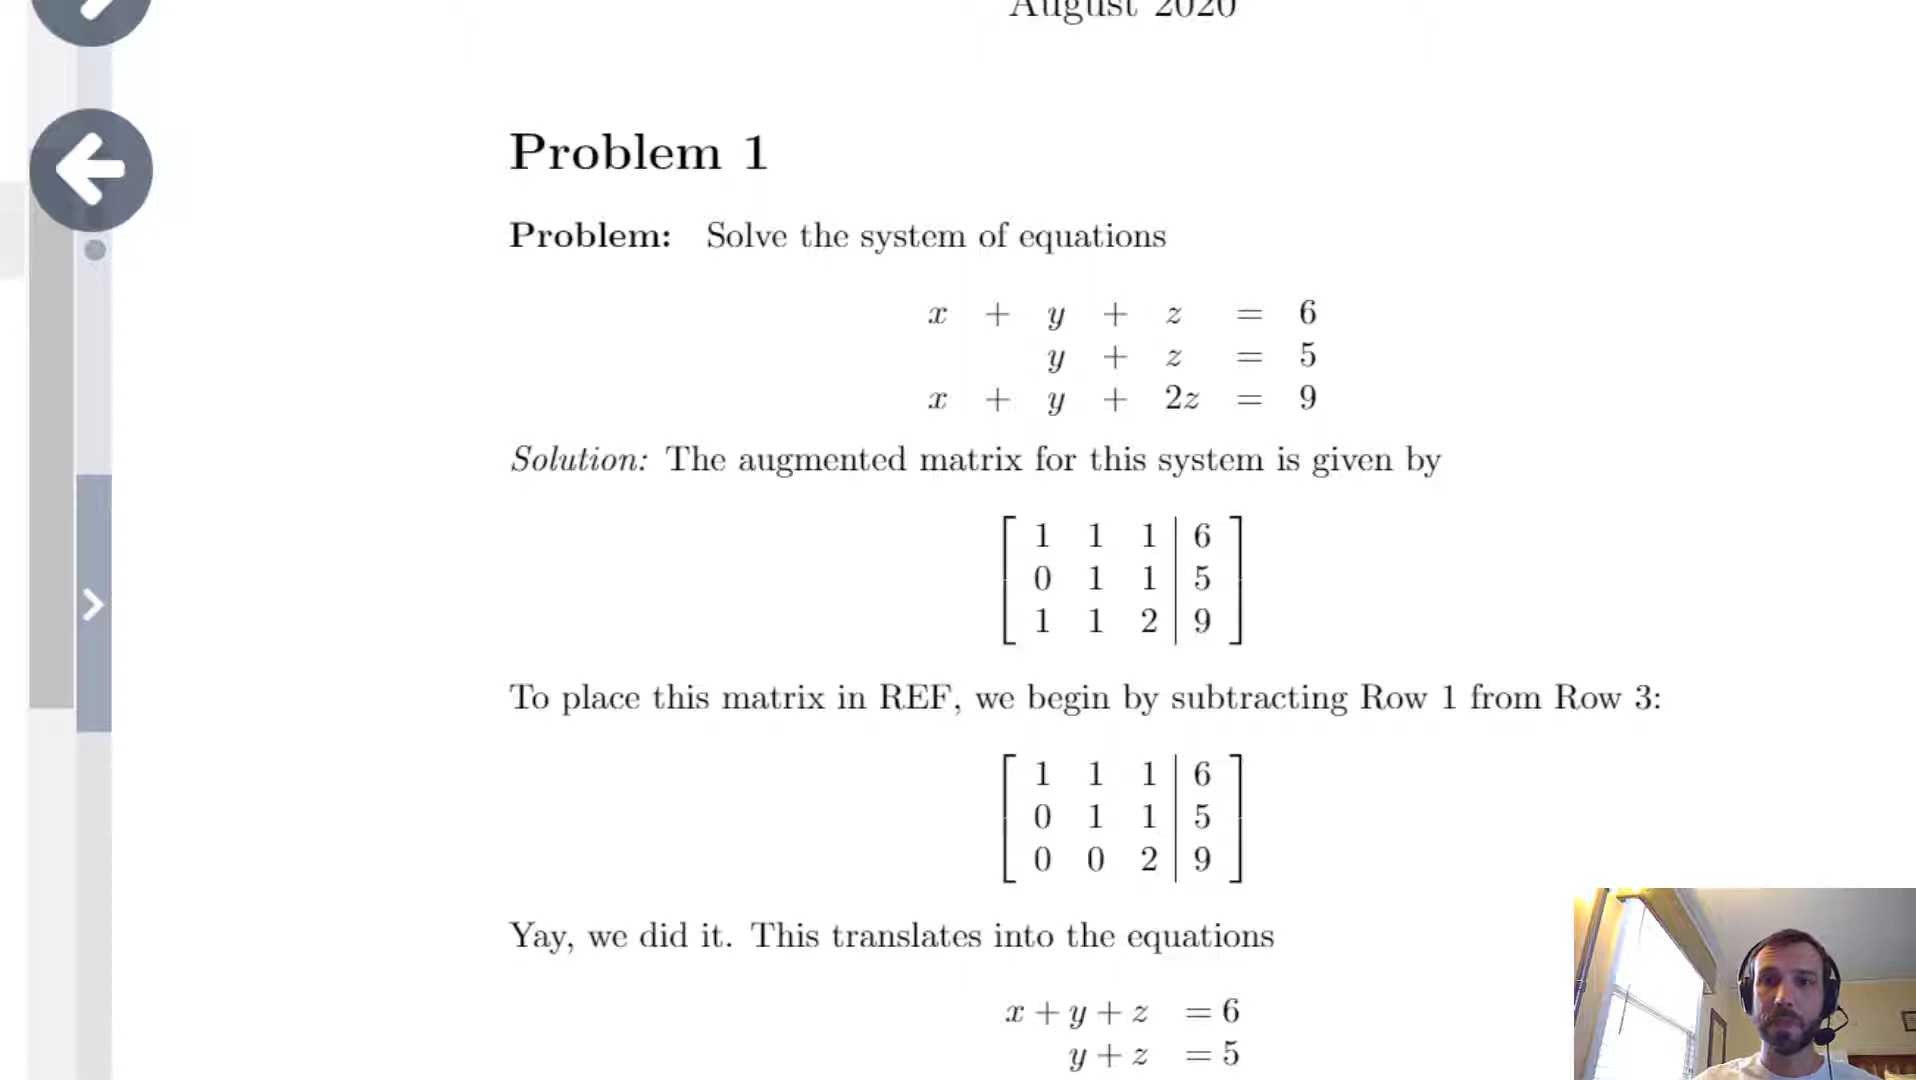 August 2020
Problem 1
Problem: Solve the system of equations
x + y + z = 6
y + z = 5
x + y + 2z = 9
Solution: The augmented matrix for this system is given by
1 1 1 | 6
0 1 1 | 5
1 1 2 | 9
To place this matrix in REF, we begin by subtracting Row 1 from Row 3:
1 1 1 | 6
0 1 1 | 5
0 0 2 | 9
Yay, we did it. This translates into the equations
x + y + z = 6
y + z = 5